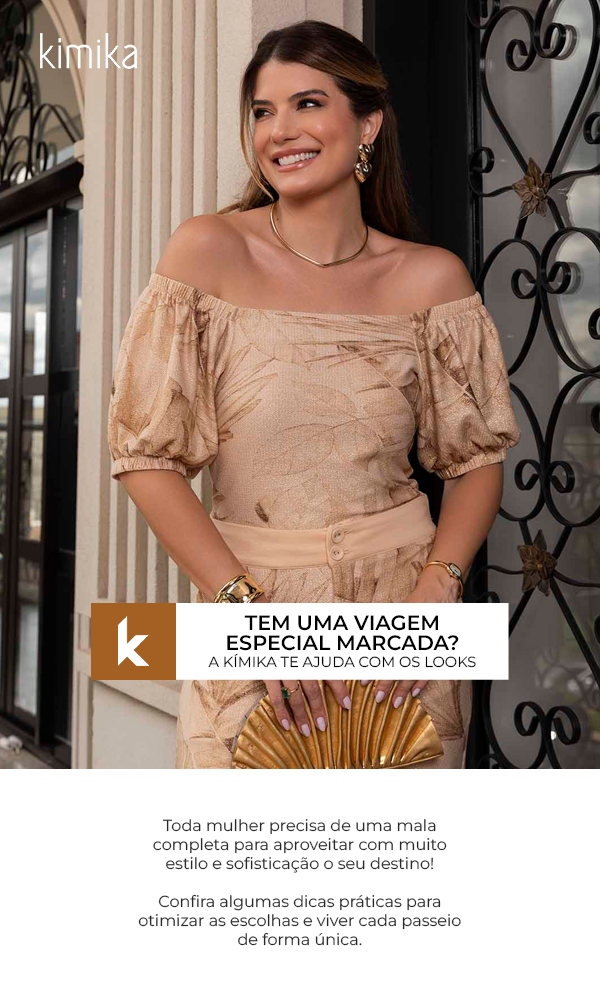 kimika
k
TEM UMA VIAGEM
ESPECIAL MARCADA?
A KÍMIKA TE AJUDA COM OS LOOKS
Toda mulher precisa de uma mala
completa para aproveitar com muito
estilo e sofisticação o seu destino!
Confira algumas dicas práticas para
otimizar as escolhas e viver cada passeio
de forma única.